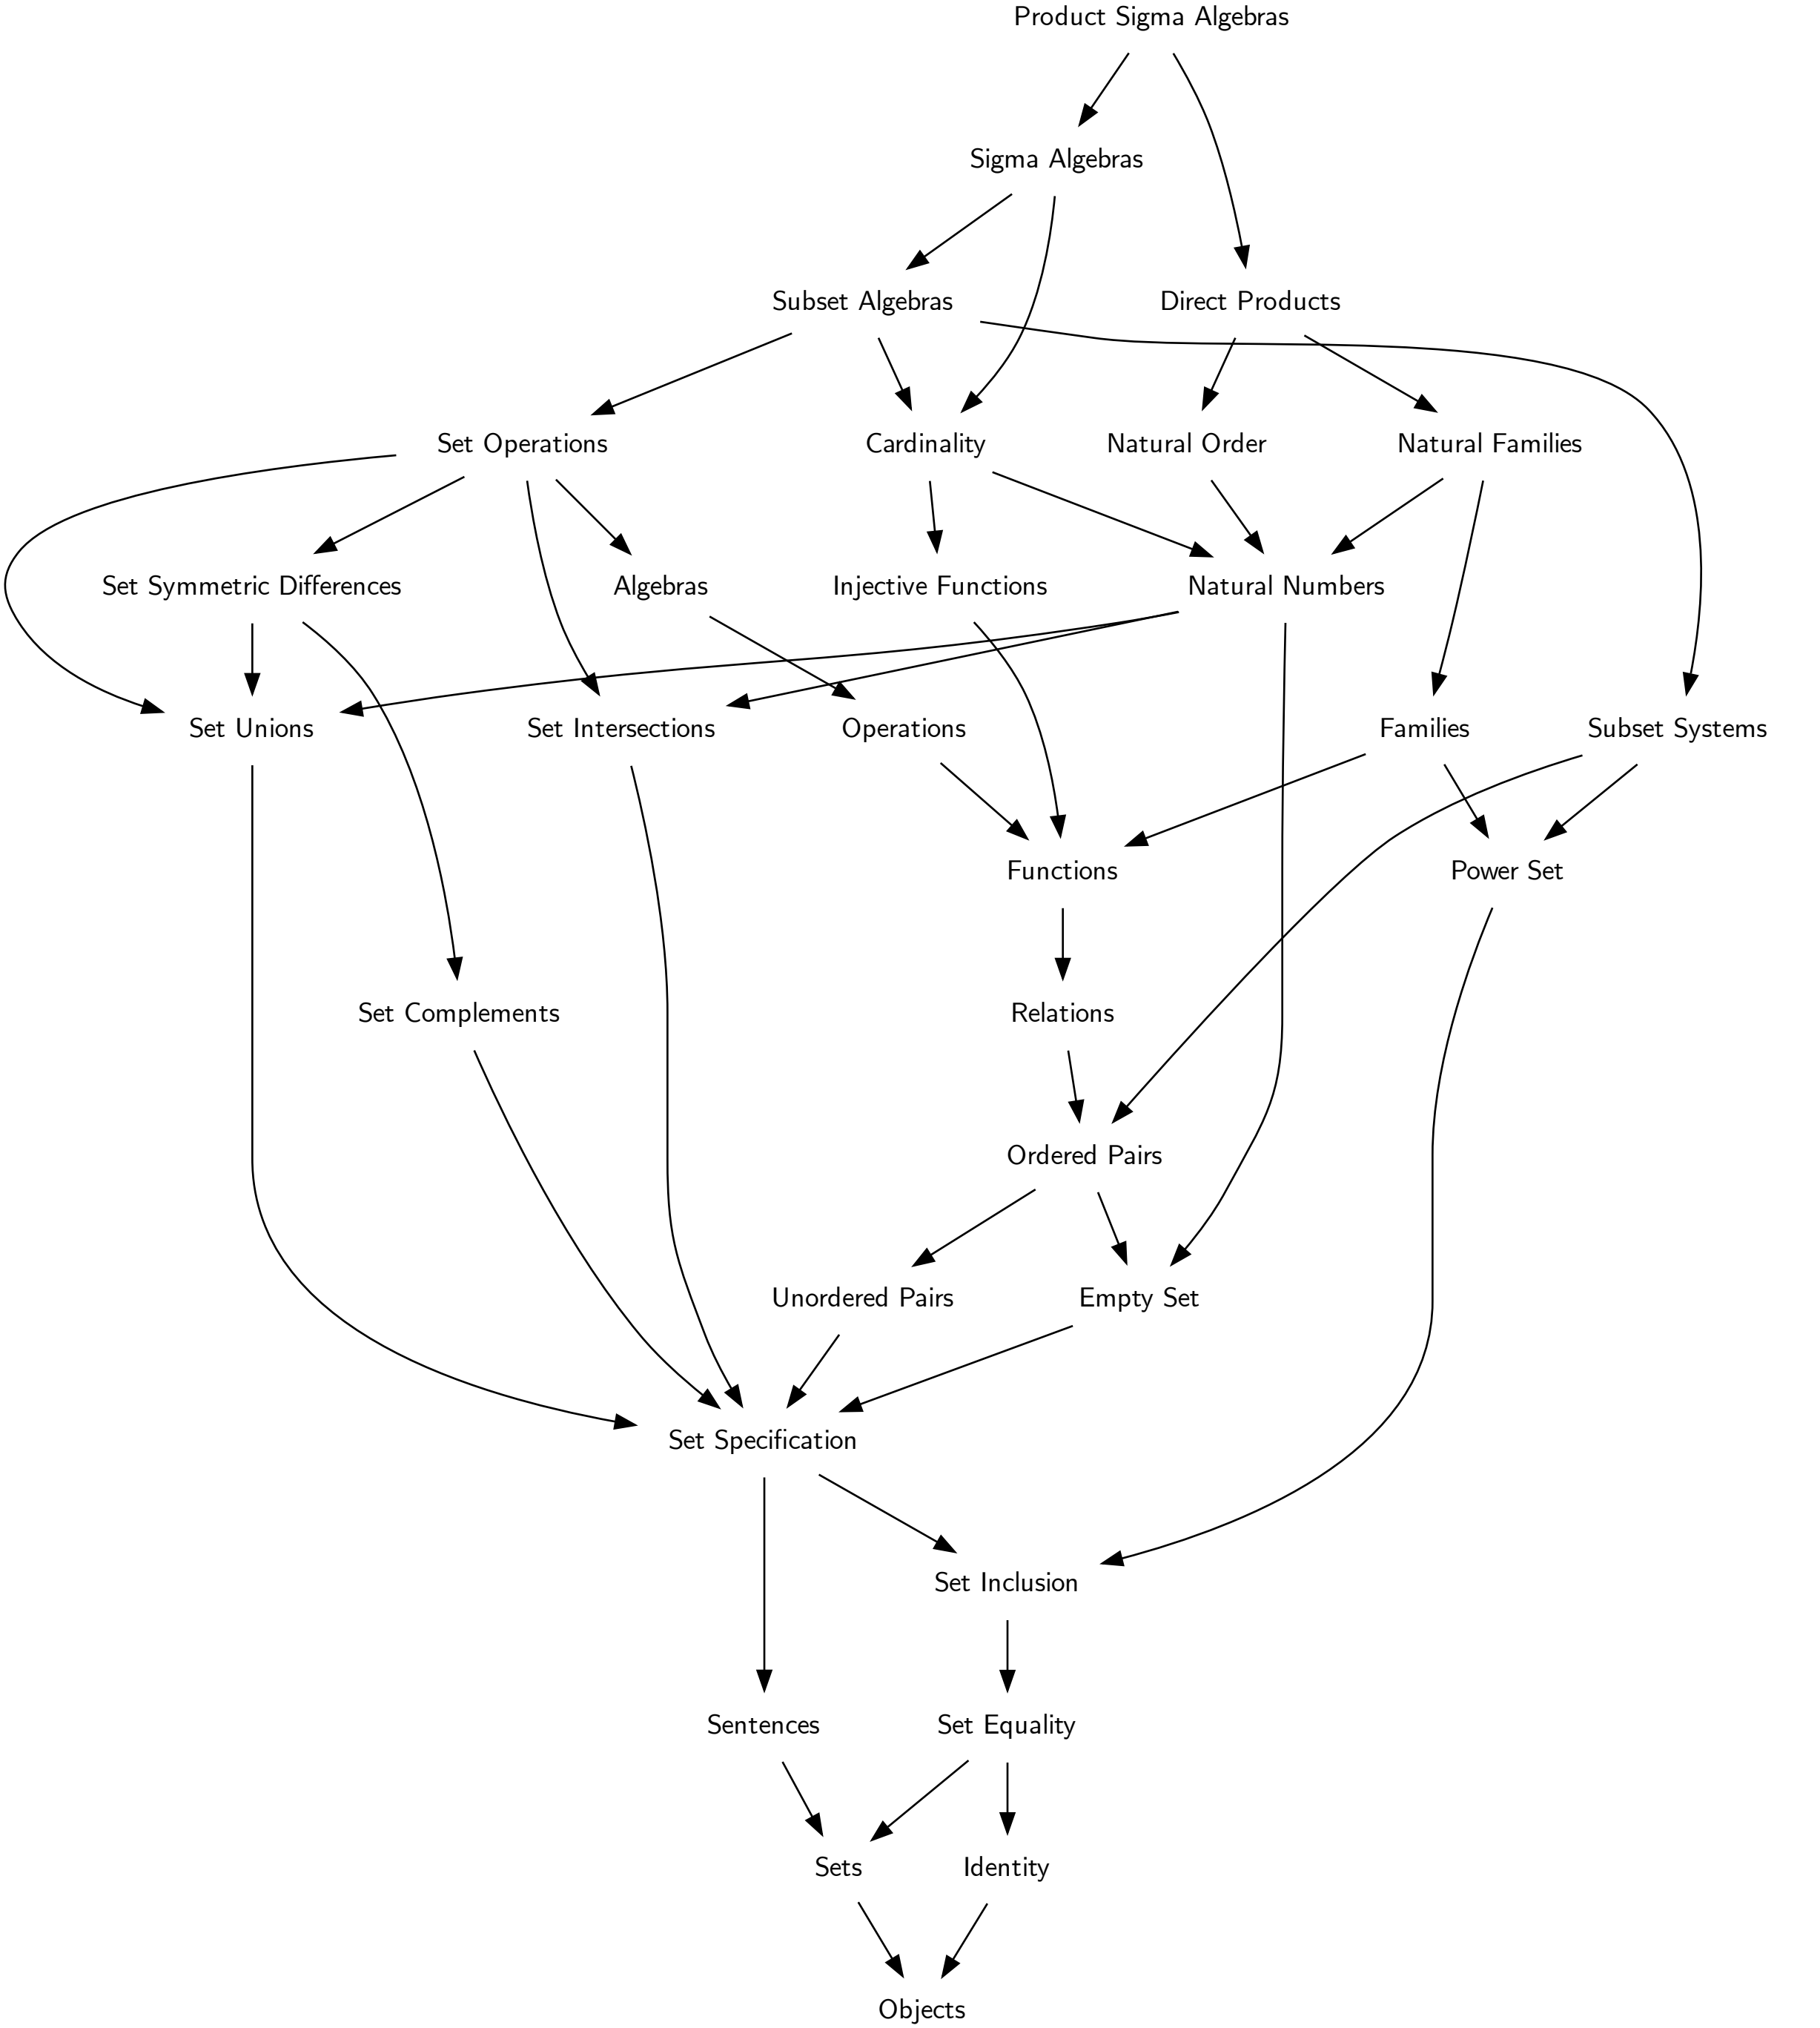 Product Sigma Algebras
Sigma Algebras
Subset Algebras
Direct Products
Set Operations
Cardinality
Natural Order
Natural Families
Set Symmetric Differences
Algebras
Injective Functions
Natural Numbers
Set Unions
Set Intersections
Operations
Families
Subset Systems
Functions
Power Set
Set Complements
Relations
Ordered Pairs
Unordered Pairs
Empty Set
Set Specification
Set Inclusion
Sentences
Set Equality
Sets
Identity
Objects